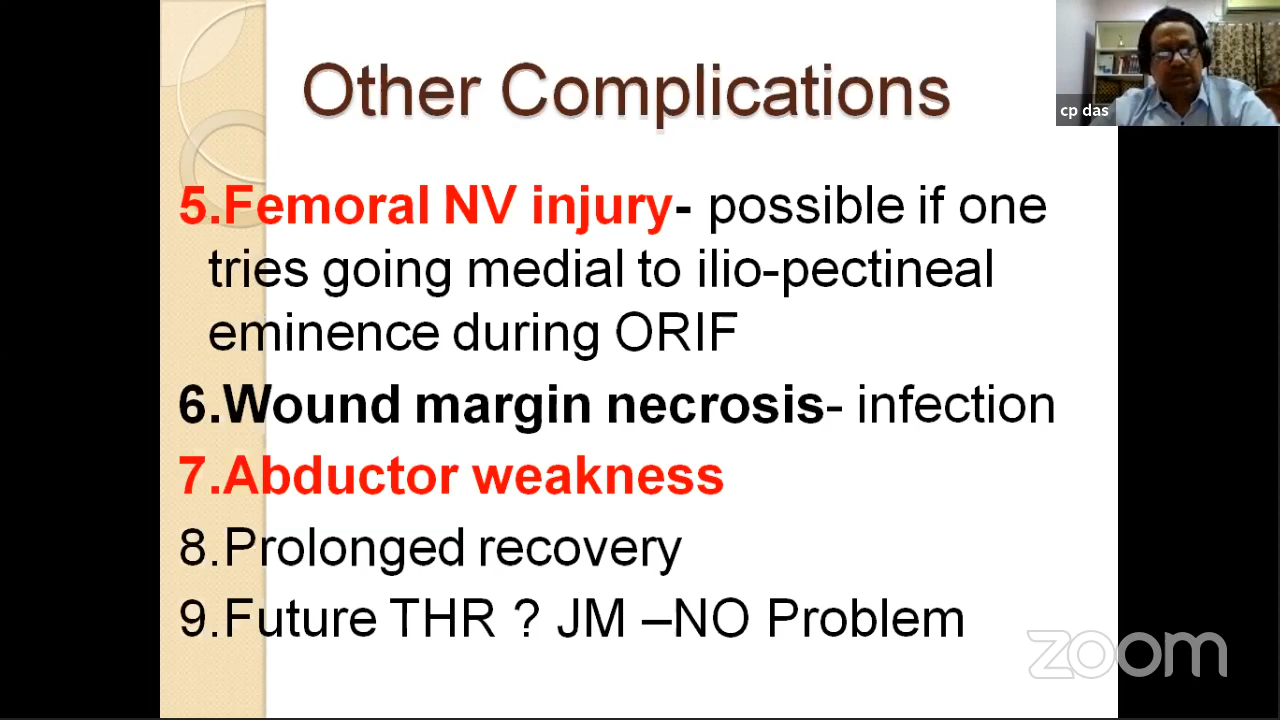 Other Complications
cp das
5.Femoral NV injury- possible if one
tries going medial to ilio-pectineal
eminence during ORIF
6.Wound margin necrosis- infection
7.Abductor weakness
8.Prolonged recovery
9.Future THR ? JM –NO Problem
zoom